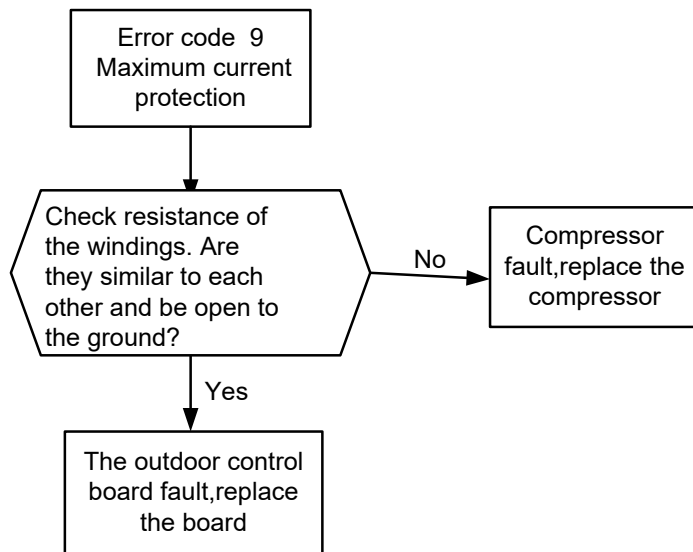 Error code 9
Maximum current
protection
Check resistance of
the windings. Are
they similar to each
other and be open to
the ground?
No
Compressor
fault,replace the
compressor
Yes
The outdoor control
board fault,replace
the board